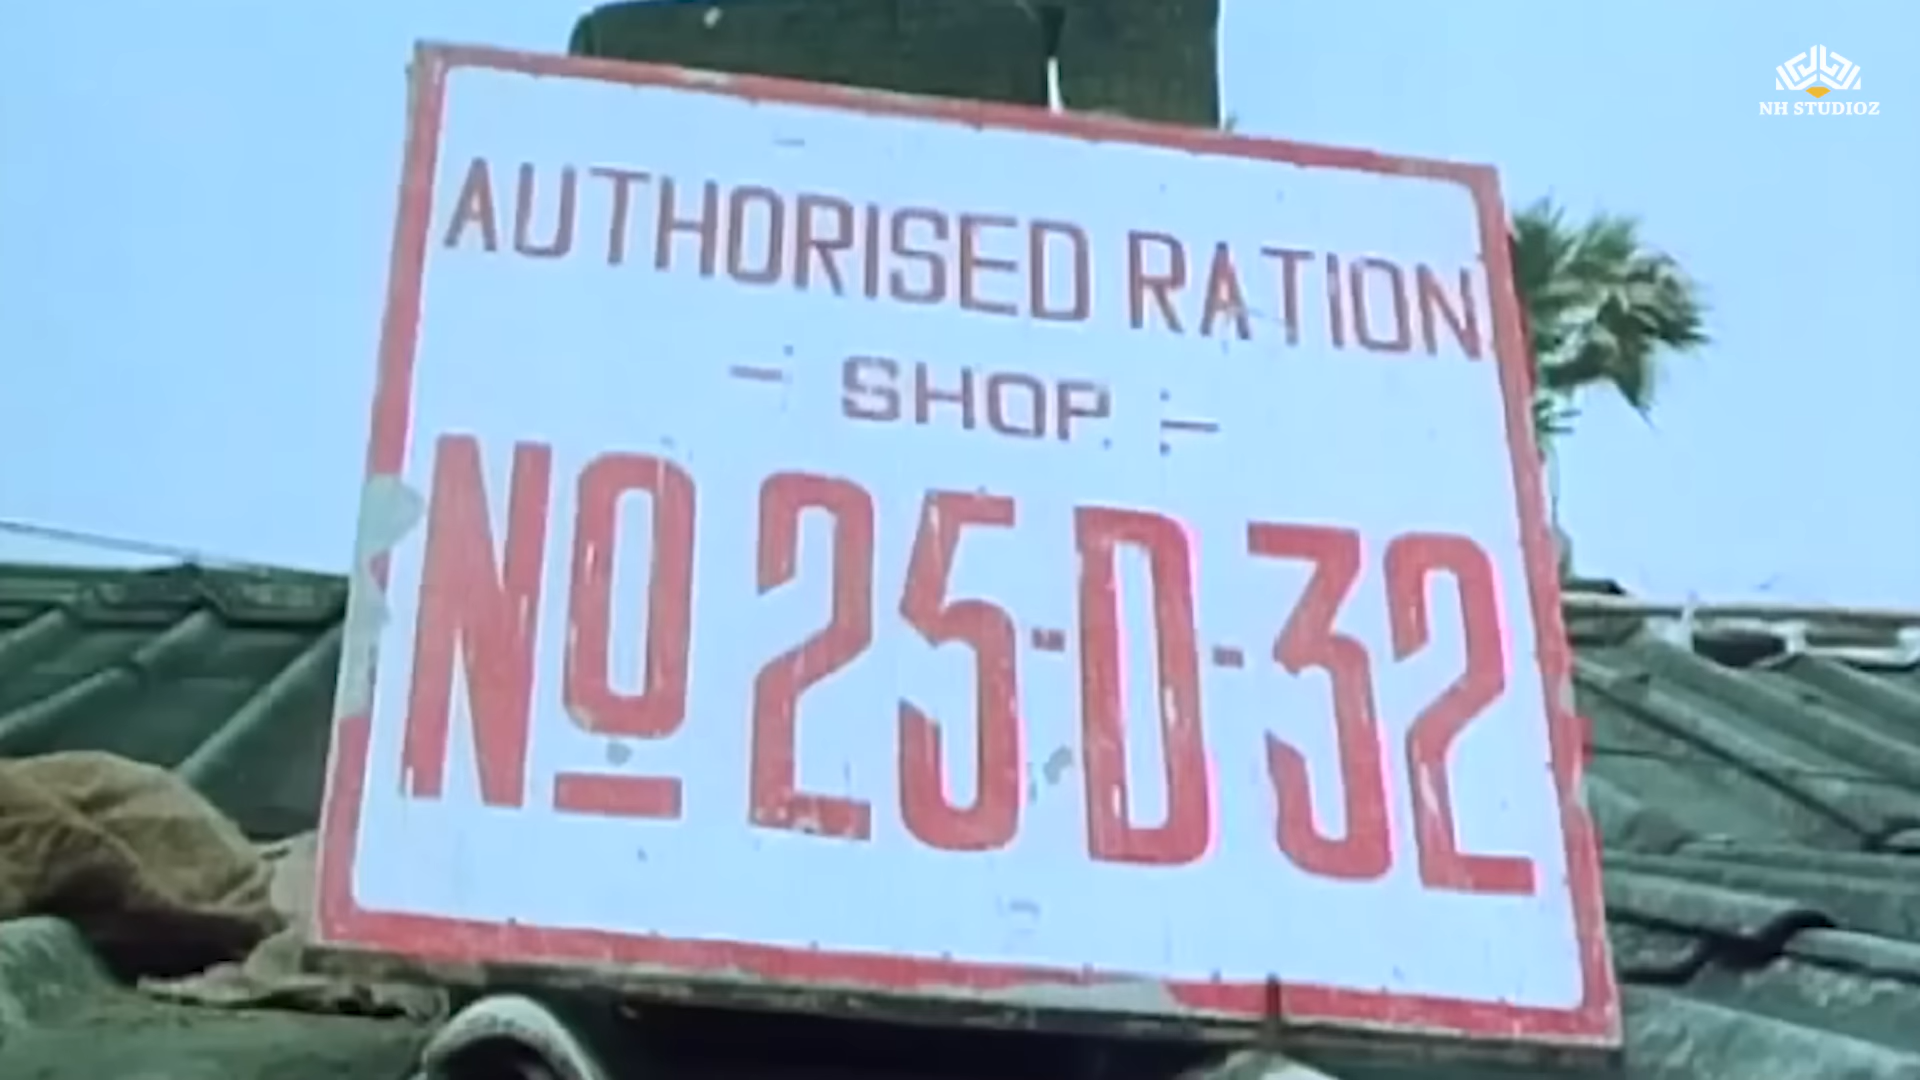 NH STUDIOZ
AUTHORISED RATION
- SHOP -
No 25-D-32